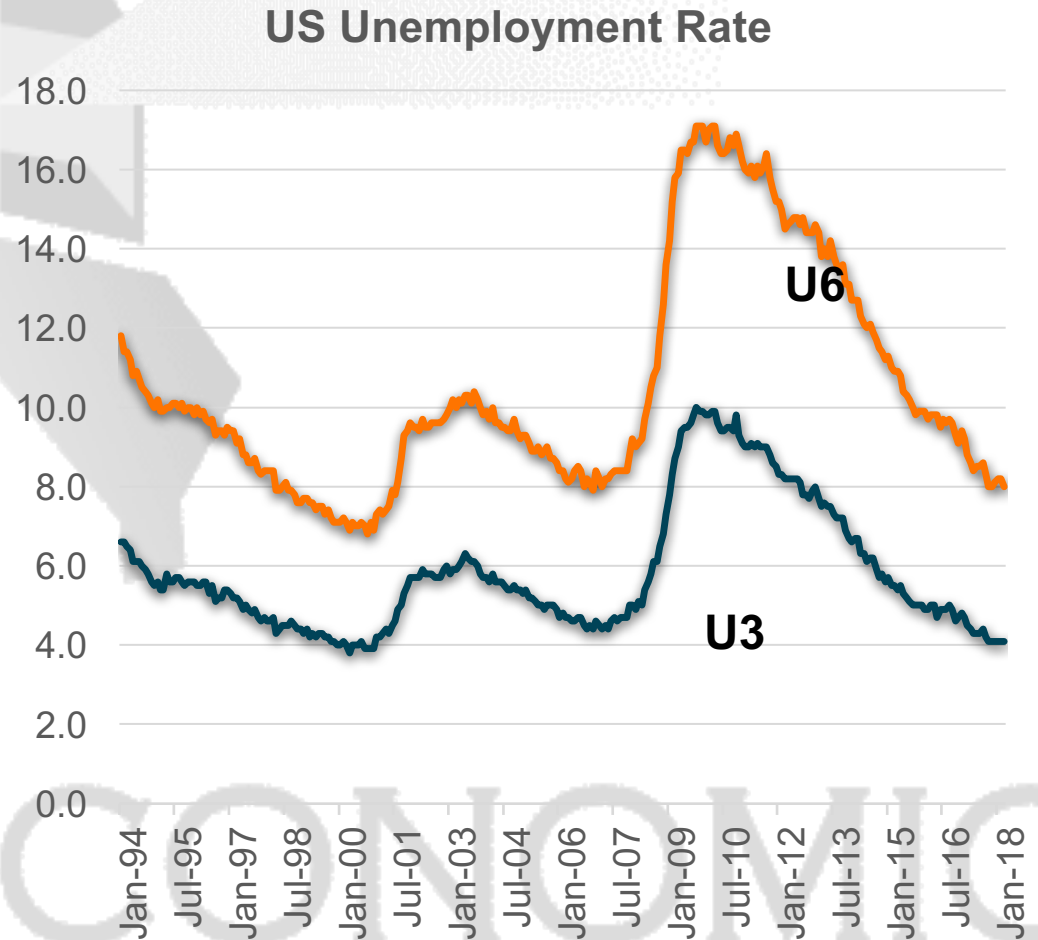 US Unemployment Rate
18.0
16.0
14.0
U6
12.0
10.0
8.0
6.0
U3
4.0
2.0
0.0
Jan-94
Jul-95
Jan-97
Jul-98
Jan-00
Jul-01
Jan-03
Jul-04
Jan-06
Jul-07
Jan-09
Jul-10
Jan-12
Jul-13
Jan-15
Jul-16
Jan-18
CONOMIC